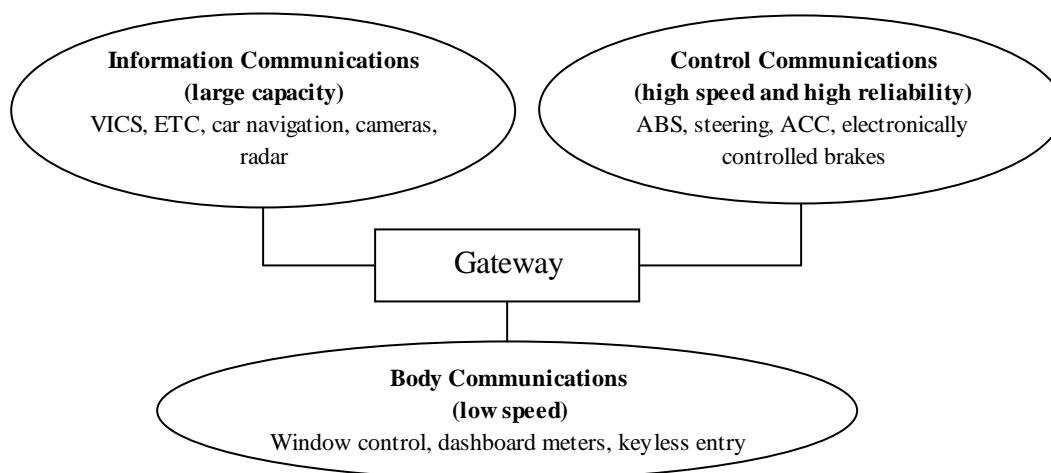 Information Communications
(large capacity)
VICS, ETC, car navigation, cameras,
radar
Control Communications
(high speed and high reliability)
ABS, steering, ACC, electronically
controlled brakes
Gateway
Body Communications
(low speed)
Window control, dashboard meters, keyless entry